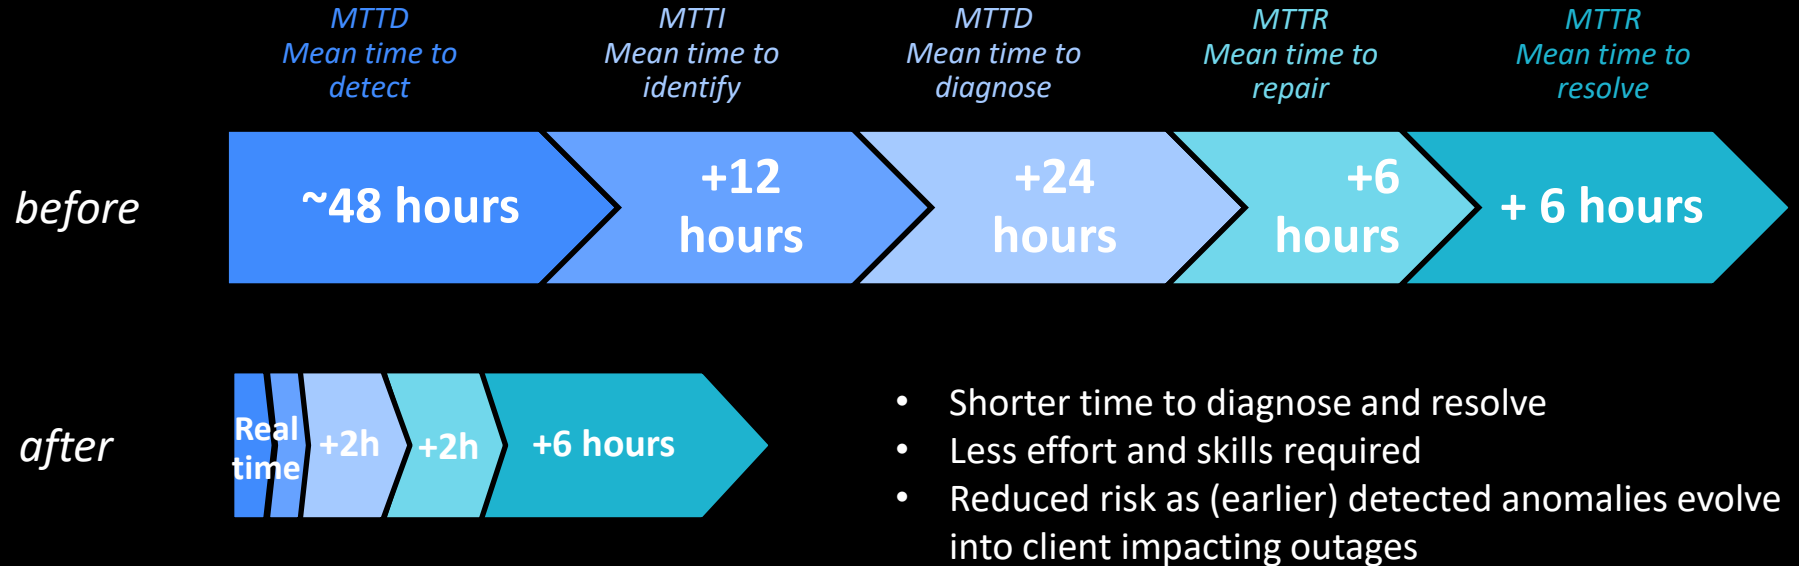 MTTD
Mean time to
detect
MTTI
Mean time to
identify
MTTD
Mean time to
diagnose
MTTR
Mean time to
repair
MTTR
Mean time to
resolve
before
~48 hours
+12
hours
+24
hours
+6
hours
+ 6 hours
after
Real
time
+2h
+2h
+6 hours
• Shorter time to diagnose and resolve
• Less effort and skills required
• Reduced risk as (earlier) detected anomalies evolve
into client impacting outages